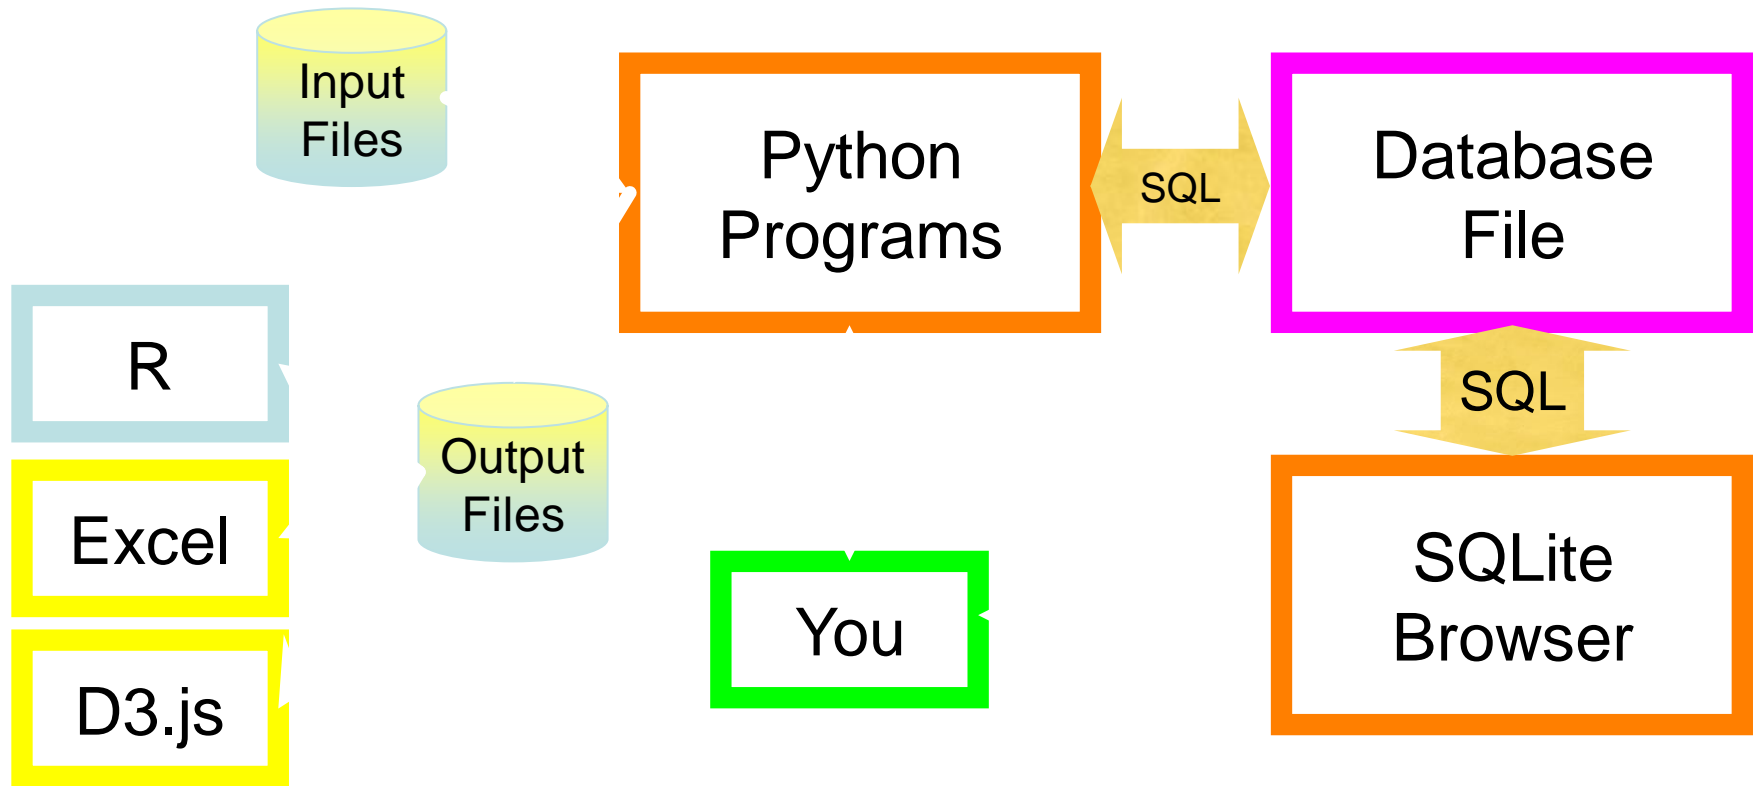 Input
Files
Python
Programs
SQL
Database
File
R
Output
Files
SQL
Excel
You
SQLite
Browser
D3.js